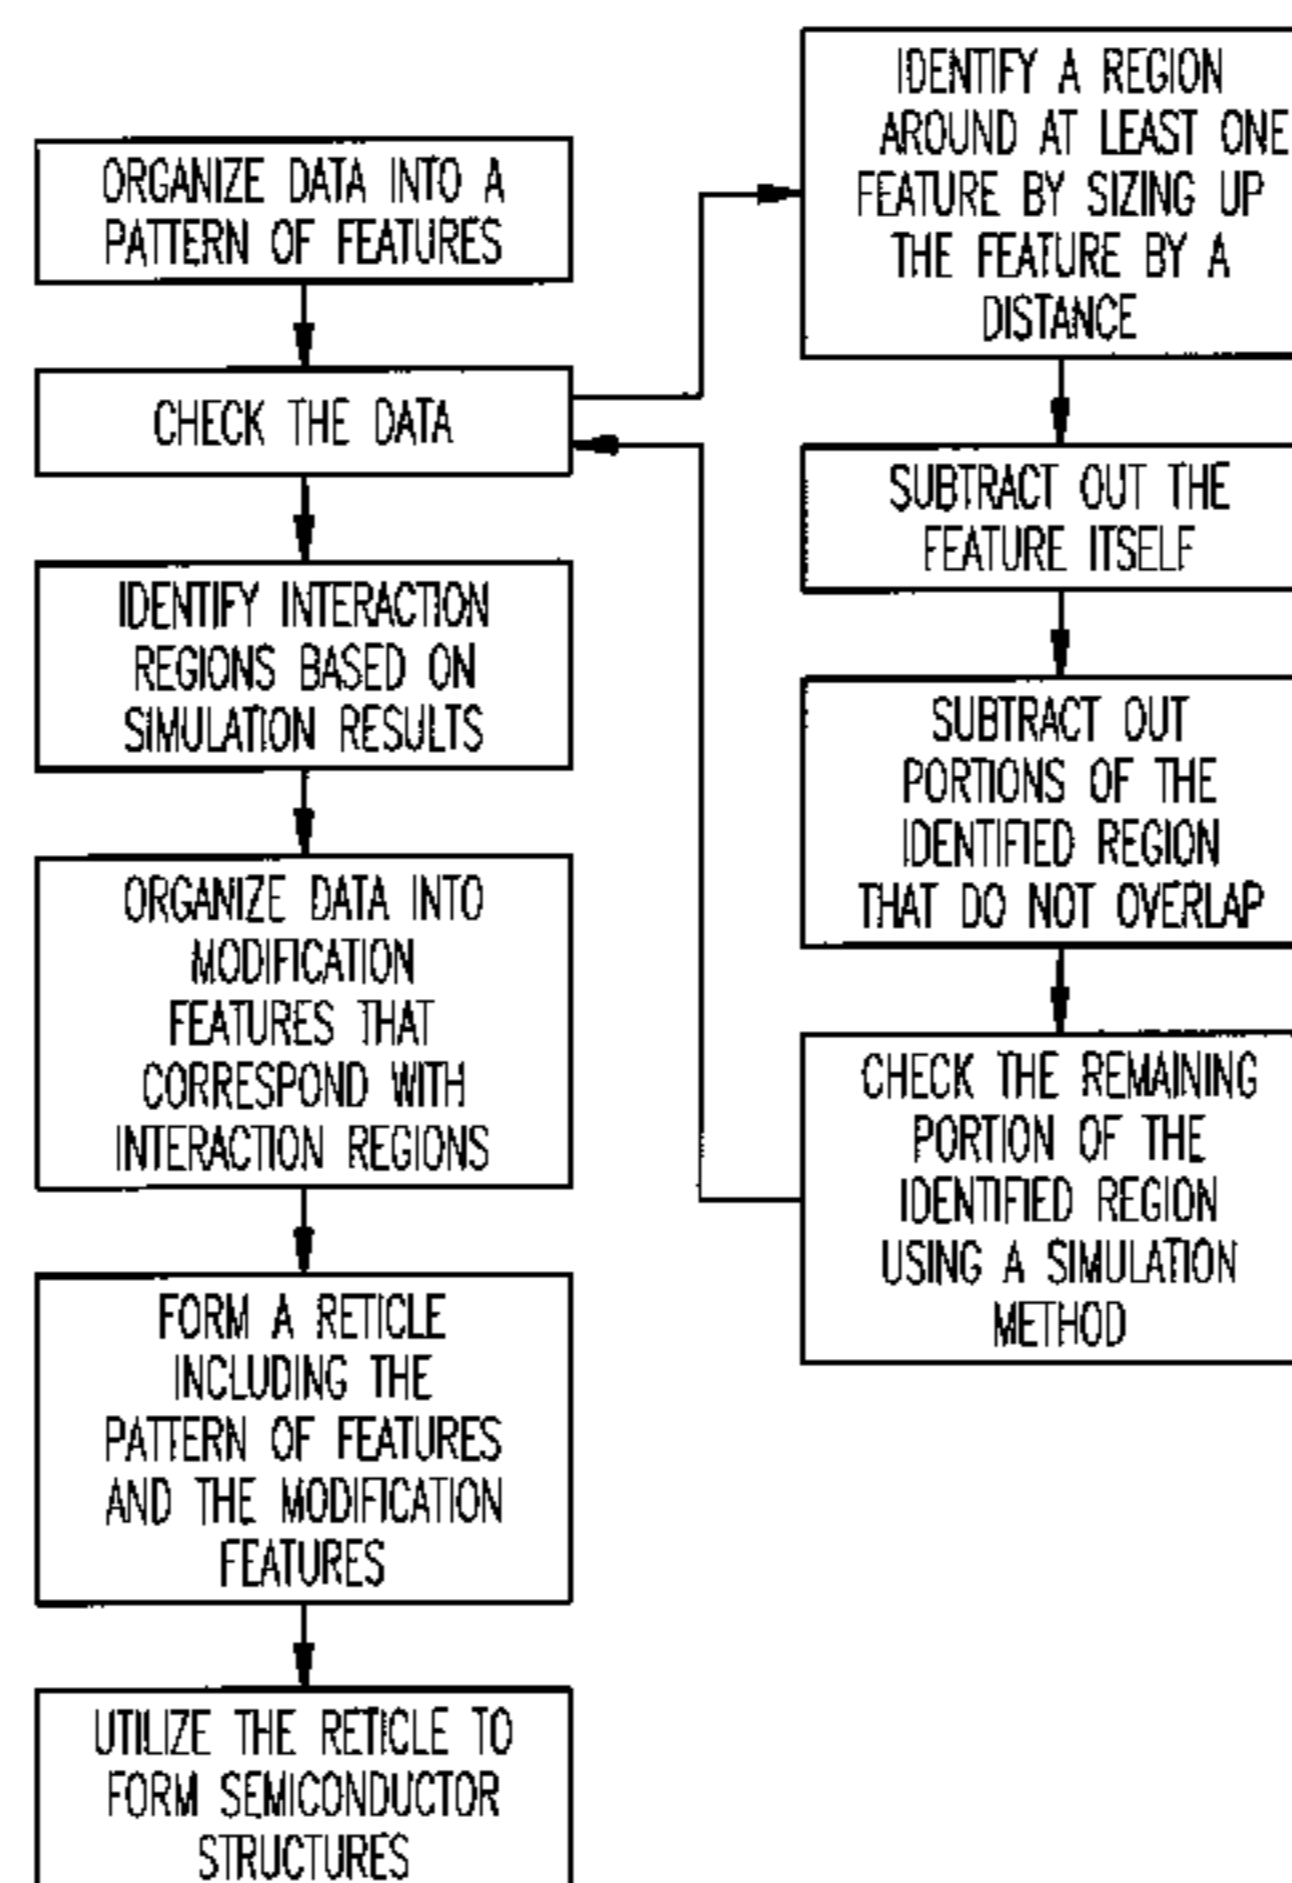 ORGANIZE DATA INTO A
PATTERN OF FEATURES
CHECK THE DATA
IDENTIFY INTERACTION
REGIONS BASED ON
SIMULATION RESULTS
ORGANIZE DATA INTO
MODIFICATION
FEATURES THAT
CORRESPOND WITH
INTERACTION REGIONS
FORM A RETICLE
INCLUDING THE
PATTERN OF FEATURES
AND THE MODIFICATION
FEATURES
UTILIZE THE RETICLE TO
FORM SEMICONDUCTOR
STRUCTURES
IDENTIFY A REGION
AROUND AT LEAST ONE
FEATURE BY SIZING UP
THE FEATURE BY A
DISTANCE
SUBTRACT OUT THE
FEATURE ITSELF
SUBTRACT OUT
PORTIONS OF THE
IDENTIFIED REGION
THAT DO NOT OVERLAP
CHECK THE REMAINING
PORTION OF THE
IDENTIFIED REGION
USING A SIMULATION
METHOD